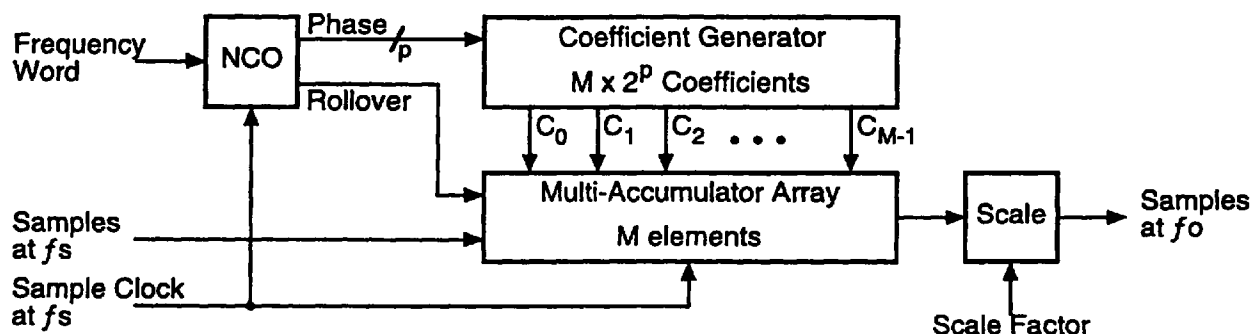 Frequency
Word
NCO
Phase
p
Rollover
Coefficient Generator
M x 2^p Coefficients
C0
C1
C2
• • •
CM-1
Samples
at fs
Multi-Accumulator Array
M elements
Scale
Samples
at fo
Sample Clock
at fs
Scale Factor